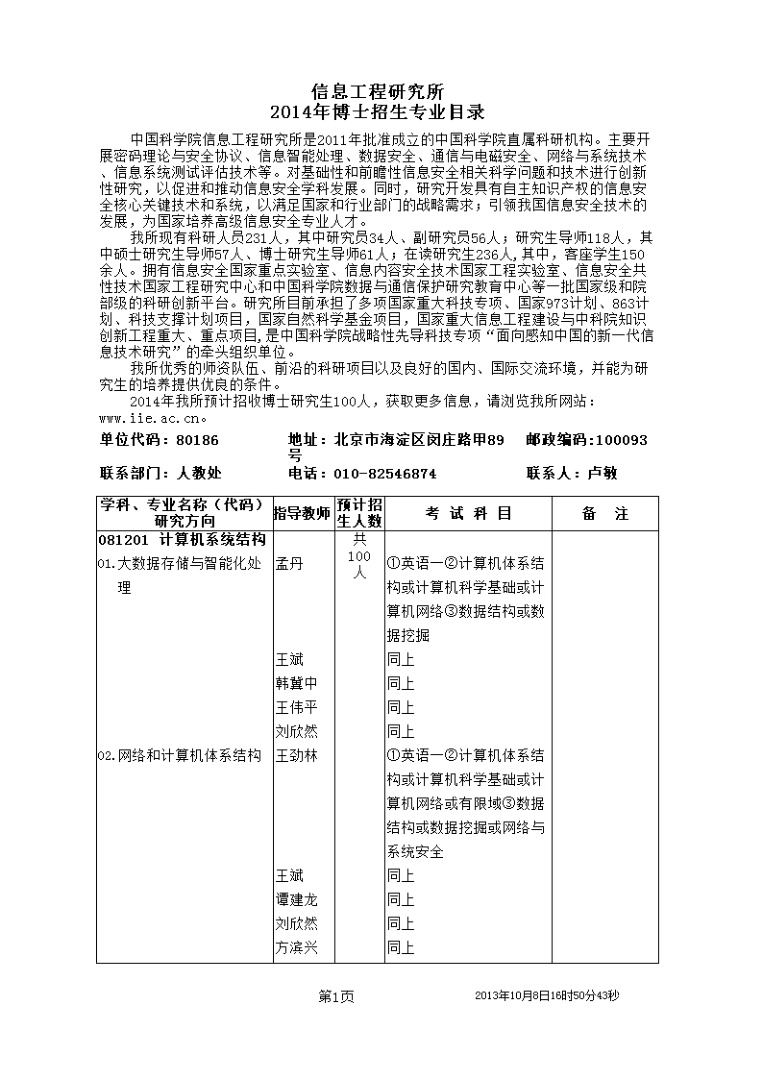 信息工程研究所
2014年博士招生专业目录
中国科学院信息工程研究所是2011年批准成立的中国科学院直属科研机构。主要开
展密码理论与安全协议、信息智能处理、数据安全、通信与电磁安全、网络与系统技术
、信息系统测试评估技术等。对基础性和前瞻性信息安全相关科学问题和技术进行创新
性研究，以促进和推动信息安全学科发展。同时，研究开发具有自主知识产权的信息安
全核心关键技术和系统，以满足国家和行业部门的战略需求；引领我国信息安全技术的
发展，为国家培养高级信息安全专业人才。
我所现有科研人员231人，其中研究员34人、副研究员56人；研究生导师118人，其
中硕士研究生导师57人、博士研究生导师61人；在读研究生236人,其中，客座学生150
余人。拥有信息安全国家重点实验室、信息内容安全技术国家工程实验室、信息安全共
性技术国家工程研究中心和中国科学院数据与通信保护研究教育中心等一批国家级和院
部级的科研创新平台。研究所目前承担了多项国家重大科技专项、国家973计划、863计
划、科技支撑计划项目，国家自然科学基金项目，国家重大信息工程建设与中科院知识
创新工程重大、重点项目,是中国科学院战略性先导科技专项“面向感知中国的新一代信
息技术研究”的牵头组织单位。
我所优秀的师资队伍、前沿的科研项目以及良好的国内、国际交流环境，并能为研
究生的培养提供优良的条件。
2014年我所预计招收博士研究生100人，获取更多信息，请浏览我所网站：
www.iie.ac.cn。
单位代码：80186 地址：北京市海淀区闵庄路甲89 邮政编码:100093
号
联系部门：人教处 电话：010-82546874 联系人：卢敏
学科、专业名称（代码） 指导教师 预计招 考 试 科 目 备 注
研究方向 生人数
081201 计算机系统结构 共
01.大数据存储与智能化处 孟丹 100 ①英语一②计算机体系结
理 人 构或计算机科学基础或计
算机网络③数据结构或数
据挖掘
王斌 同上
韩冀中 同上
王伟平 同上
刘欣然 同上
02.网络和计算机体系结构 王劲林 ①英语一②计算机体系结
构或计算机科学基础或计
算机网络或有限域③数据
结构或数据挖掘或网络与
系统安全
王斌 同上
谭建龙 同上
刘欣然 同上
方滨兴 同上
第1页 2013年10月8日16时50分43秒